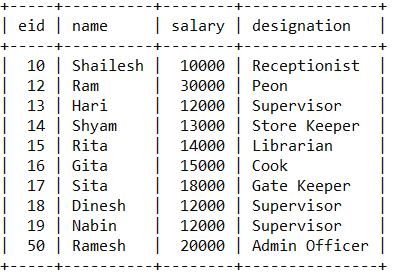 +-----+----------+--------+---------------+
| eid | name     | salary | designation   |
+-----+----------+--------+---------------+
|  10 | Shailesh |  10000 | Receptionist  |
|  12 | Ram      |  30000 | Peon          |
|  13 | Hari     |  12000 | Supervisor    |
|  14 | Shyam    |  13000 | Store Keeper  |
|  15 | Rita     |  14000 | Librarian     |
|  16 | Gita     |  15000 | Cook          |
|  17 | Sita     |  18000 | Gate Keeper   |
|  18 | Dinesh   |  12000 | Supervisor    |
|  19 | Nabin    |  12000 | Supervisor    |
|  50 | Ramesh   |  20000 | Admin Officer |
+-----+----------+--------+---------------+